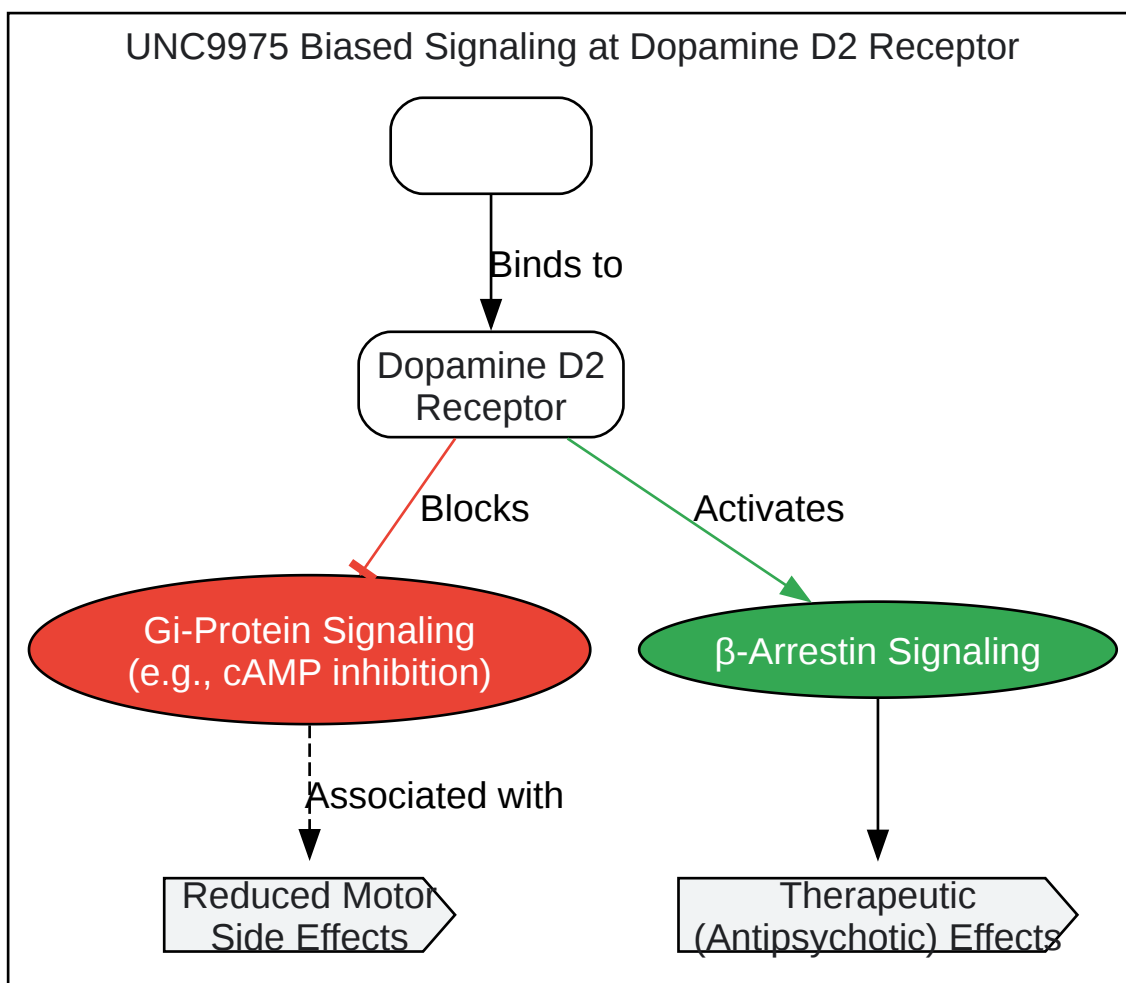 UNC9975 Biased Signaling at Dopamine D2 Receptor
Binds to
Dopamine D2
Receptor
Blocks
Activates
Gi-Protein Signaling
(e.g., cAMP inhibition)
β-Arrestin Signaling
Associated with
Reduced Motor
Side Effects
Therapeutic
(Antipsychotic) Effects